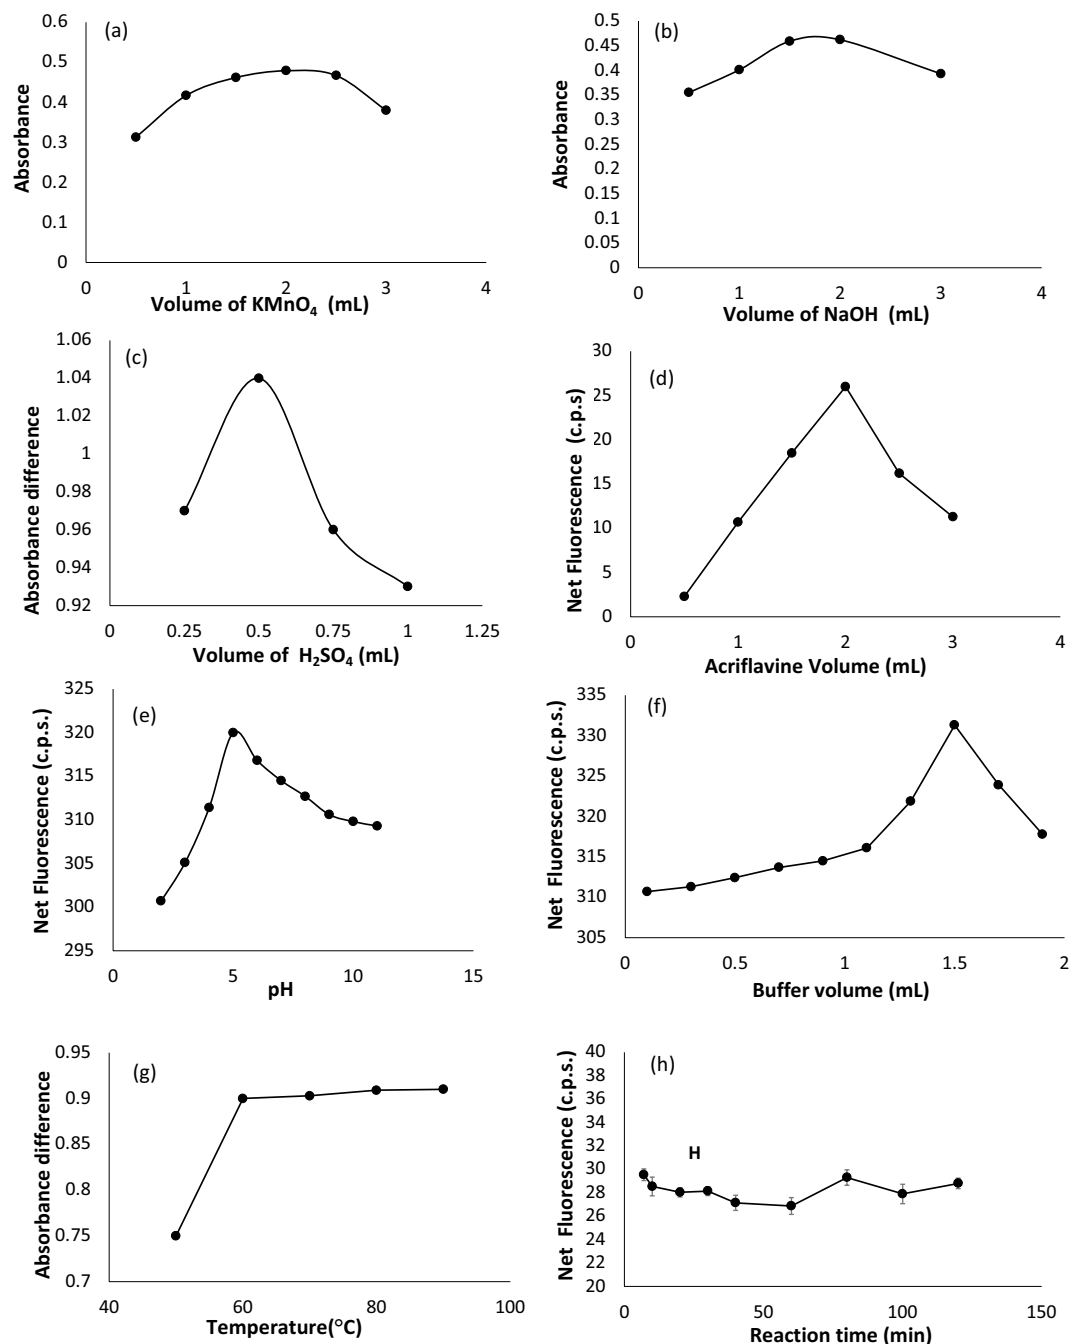 (a)
0.6
0.5
0.4
0.3
0.2
0.1
0
Absorbance
0 1 2 3 4
Volume of KMnO₄ (mL)
(b)
0.5
0.45
0.4
0.35
0.3
0.25
0.2
0.15
0.1
0.05
0
Absorbance
0 1 2 3 4
Volume of NaOH (mL)
(c)
1.06
1.04
1.02
1
0.98
0.96
0.94
0.92
Absorbance difference
0 0.25 0.5 0.75 1 1.25
Volume of H₂SO₄ (mL)
(d)
30
25
20
15
10
5
0
Net Fluorescence (c.p.s)
0 1 2 3 4
Acriflavine Volume (mL)
(e)
325
320
315
310
305
300
295
Net Fluorescence (c.p.s.)
0 5 10 15
pH
(f)
335
330
325
320
315
310
305
Net Fluorescence (c.p.s.)
0 0.5 1 1.5 2
Buffer volume (mL)
(g)
0.95
0.9
0.85
0.8
0.75
0.7
Absorbance difference
40 60 80 100
Temperature(°C)
(h)
H
40
38
36
34
32
30
28
26
24
22
20
Net Fluorescence (c.p.s.)
0 50 100 150
Reaction time (min)